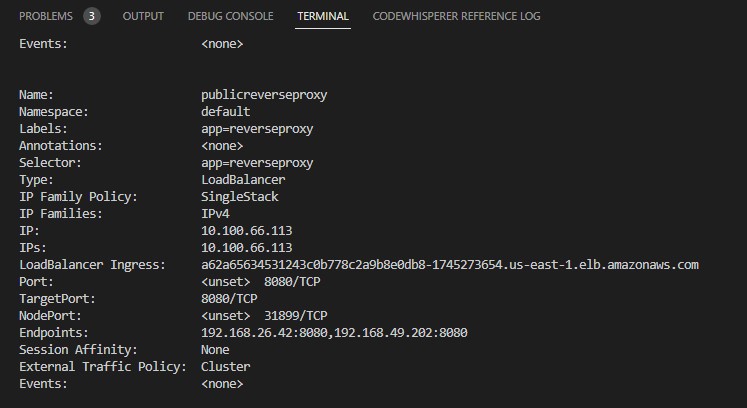 PROBLEMS 3 OUTPUT DEBUG CONSOLE TERMINAL CODEWHISPERER REFERENCE LOG
Events: <none>
Name: publicreverseproxy
Namespace: default
Labels: app=reverseproxy
Annotations: <none>
Selector: app=reverseproxy
Type: LoadBalancer
IP Family Policy: SingleStack
IP Families: IPv4
IP: 10.100.66.113
IPs: 10.100.66.113
LoadBalancer Ingress: a62a65634531243c0b778c2a9b8e0db8-1745273654.us-east-1.elb.amazonaws.com
Port: <unset> 8080/TCP
TargetPort: 8080/TCP
NodePort: <unset> 31899/TCP
Endpoints: 192.168.26.42:8080,192.168.49.202:8080
Session Affinity: None
External Traffic Policy: Cluster
Events: <none>